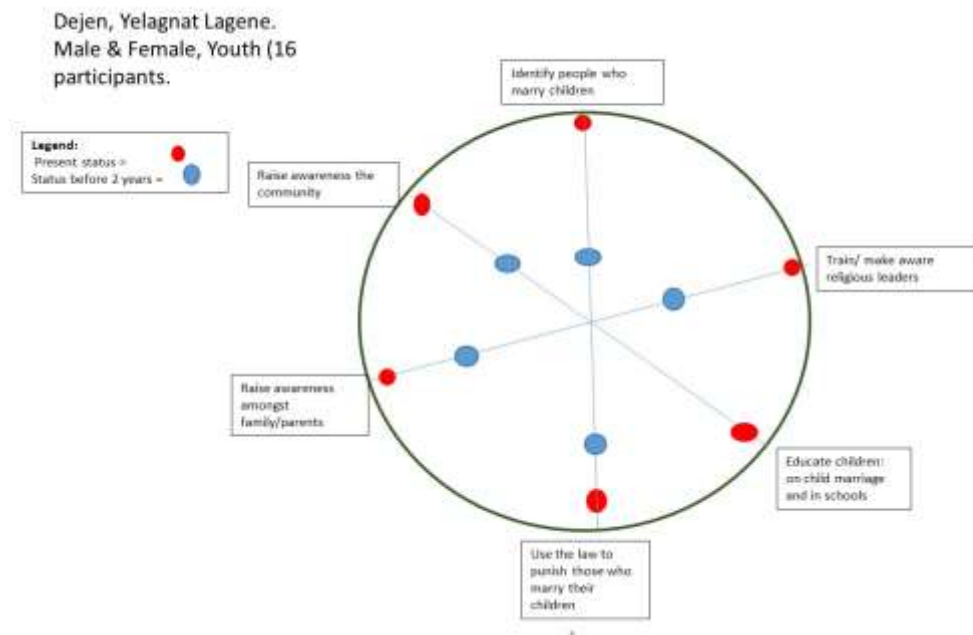 Dejen, Yelagnat Lagene.
Male & Female, Youth (16
participants.
Identify people who
marry children
Legend:
Present status =
Status before 2 years =
Raise awareness the
community
Train/ make aware
religious leaders
Raise awareness
amongst
family/parents
Educate children:
on child marriage
and in schools
Use the law to
punish those who
marry their
children